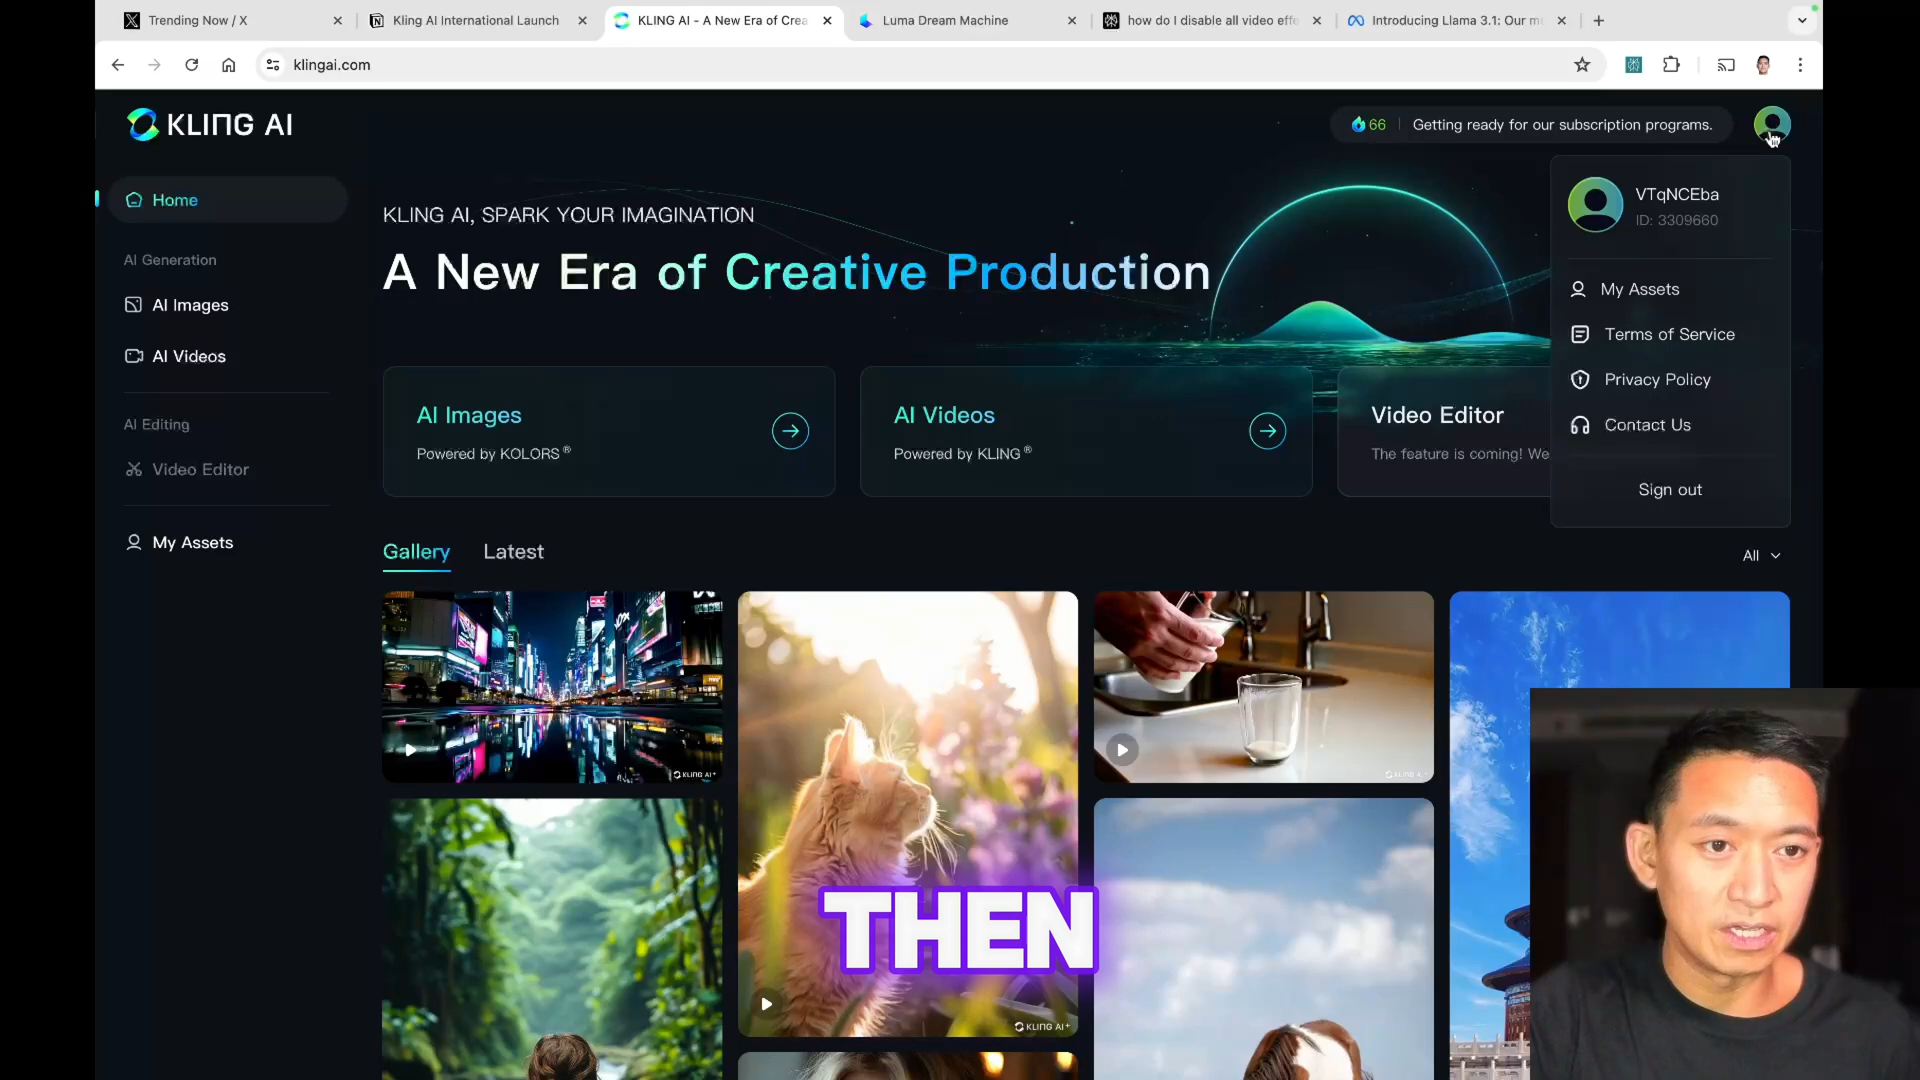 Trending Now / X
Kling AI International Launch
KLING AI - A New Era of Crea
Luma Dream Machine
how do I disable all video effe
Introducing Llama 3.1: Our m
klingai.com
KLING AI
66
Getting ready for our subscription programs.
VTqNCEba
ID: 3309660
Home
KLING AI, SPARK YOUR IMAGINATION
A New Era of Creative Production
AI Generation
AI Images
AI Videos
My Assets
Terms of Service
Privacy Policy
Contact Us
Sign out
AI Editing
Video Editor
My Assets
AI Images
Powered by KOLORS ®
AI Videos
Powered by KLING ®
Video Editor
The feature is coming! We
Gallery
Latest
All
KLING AI
KLING AI
THEN
KLING AI